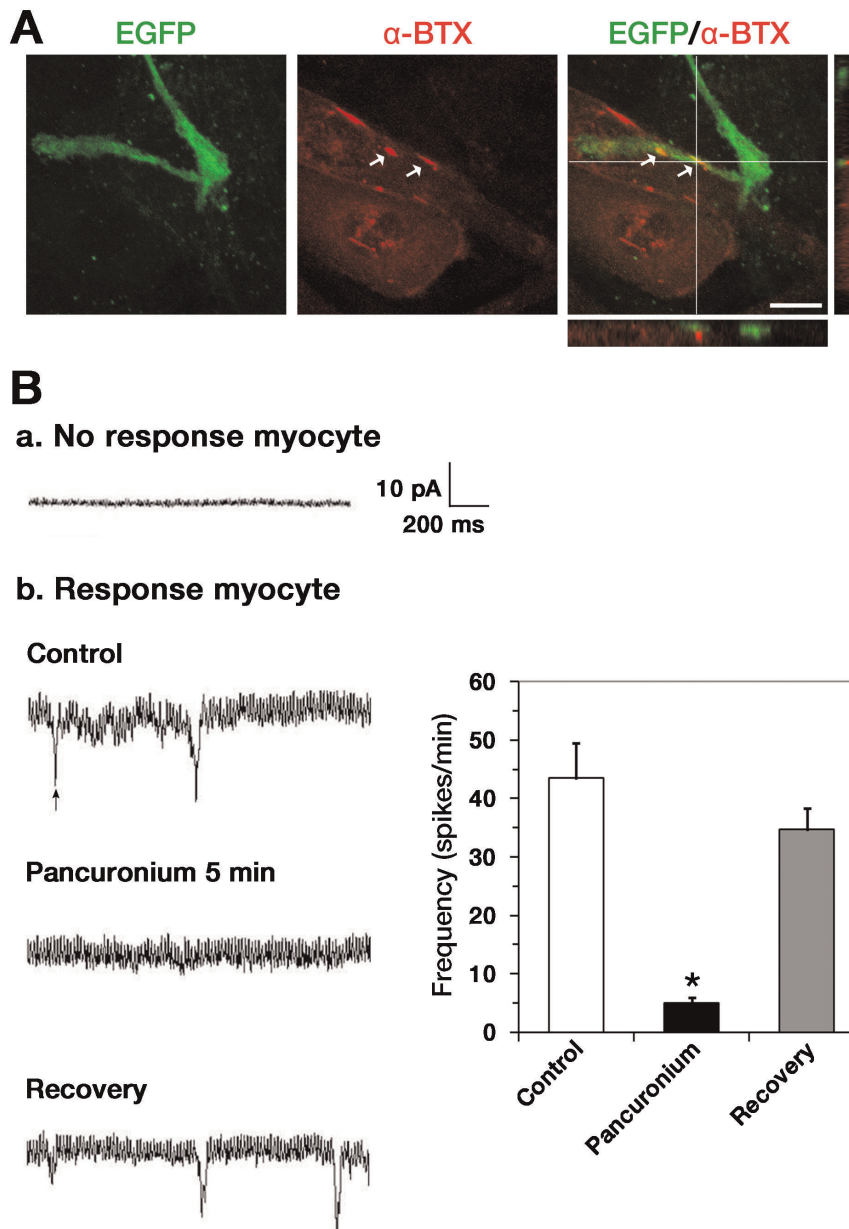 A
EGFP
α-BTX
EGFP/α-BTX
B
a. No response myocyte
10 pA
200 ms
b. Response myocyte
Control
Pancuronium 5 min
Recovery
Frequency (spikes/min)
60
50
40
30
20
10
0
*
Control
Pancuronium
Recovery